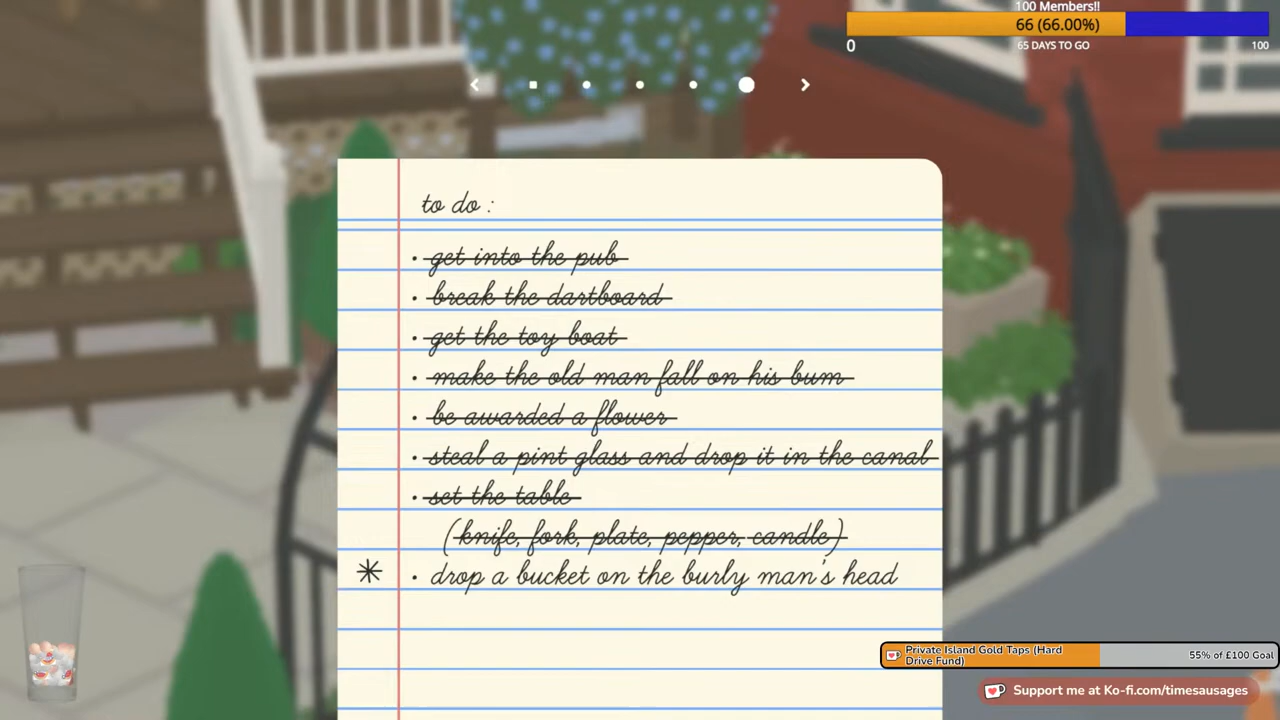 100 Members!!
66 (66.00%)
0
65 DAYS TO GO
100
to do :
• get into the pub
• break the dartboard
• get the toy boat
• make the old man fall on his bum
• be awarded a flower
• steal a pint glass and drop it in the canal
• set the table
(knife, fork, plate, pepper, candle)
• drop a bucket on the burly man's head
Private Island Gold Taps (Hard
Drive Fund)
55% of £100 Goal
Support me at Ko-fi.com/timesausages